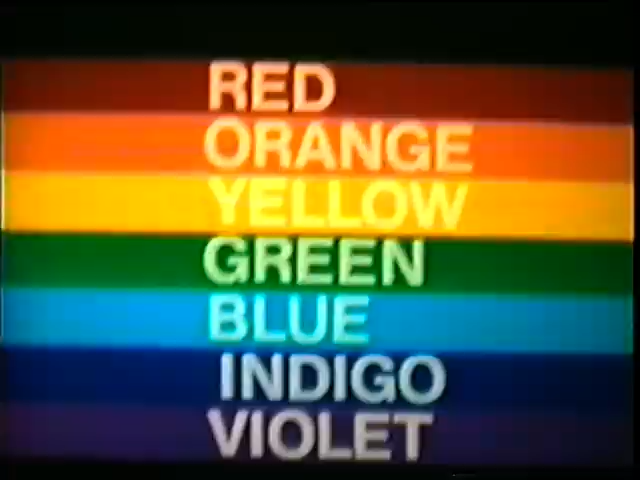 RED
ORANGE
YELLOW
GREEN
BLUE
INDIGO
VIOLET